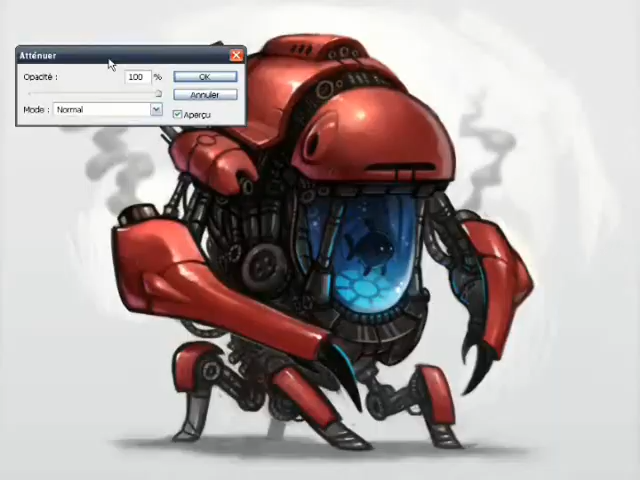 Atténuer
Opacité : 100 % OK
Annuler
Mode : Normal Aperçu